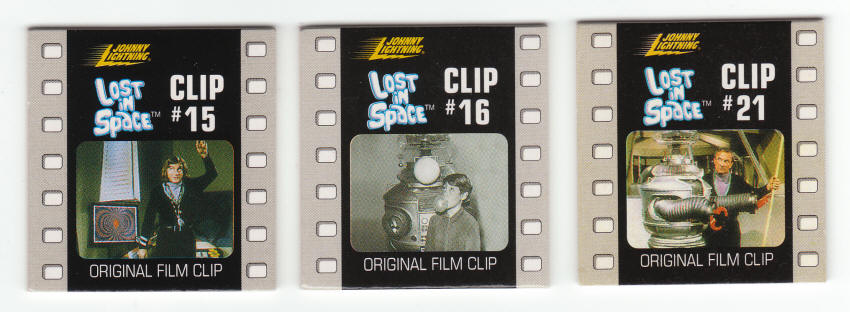 JOHNNY
LIGHTNING®
LOST
IN
SPACE™
CLIP
#15
ORIGINAL FILM CLIP
JOHNNY
LIGHTNING®
LOST
IN
SPACE™
CLIP
#16
ORIGINAL FILM CLIP
JOHNNY
LIGHTNING®
LOST
IN
SPACE™
CLIP
#21
ORIGINAL FILM CLIP